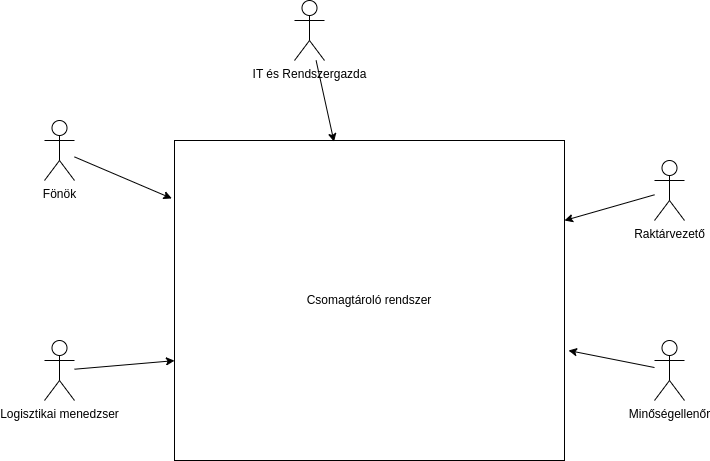 IT és Rendszergazda
Fönök
Raktárvezető
Csomagtároló rendszer
Logisztikai menedzser
Minőségellenőr